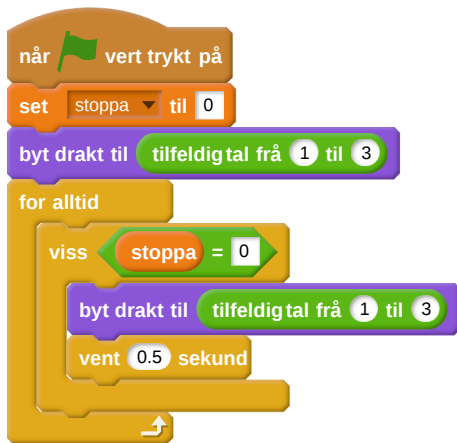 når vert trykt på
set stoppa til 0
byt drakt til tilfeldig tal frå 1 til 3
for alltid
viss stoppa = 0
byt drakt til tilfeldig tal frå 1 til 3
vent 0.5 sekund